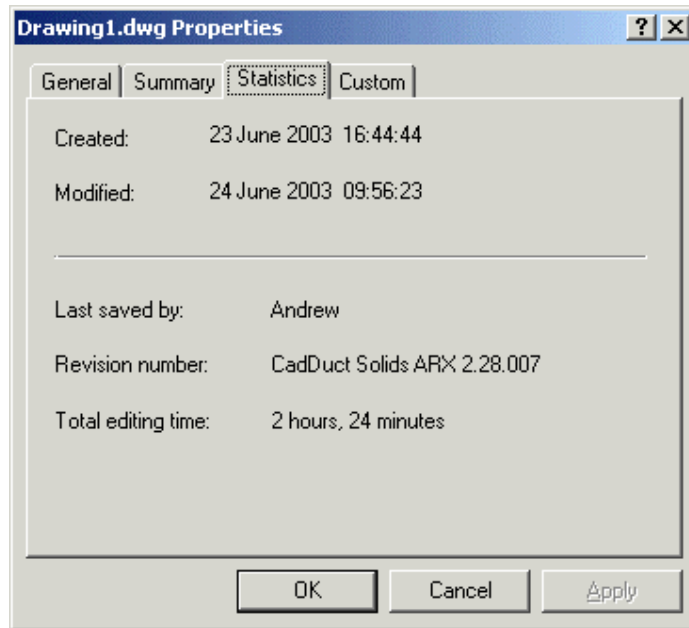 Drawing1.dwg Properties
General Summary Statistics Custom
Created: 23 June 2003 16:44:44
Modified: 24 June 2003 09:56:23
Last saved by: Andrew
Revision number: CadDuct Solids ARX 2.28.007
Total editing time: 2 hours, 24 minutes
OK Cancel Apply